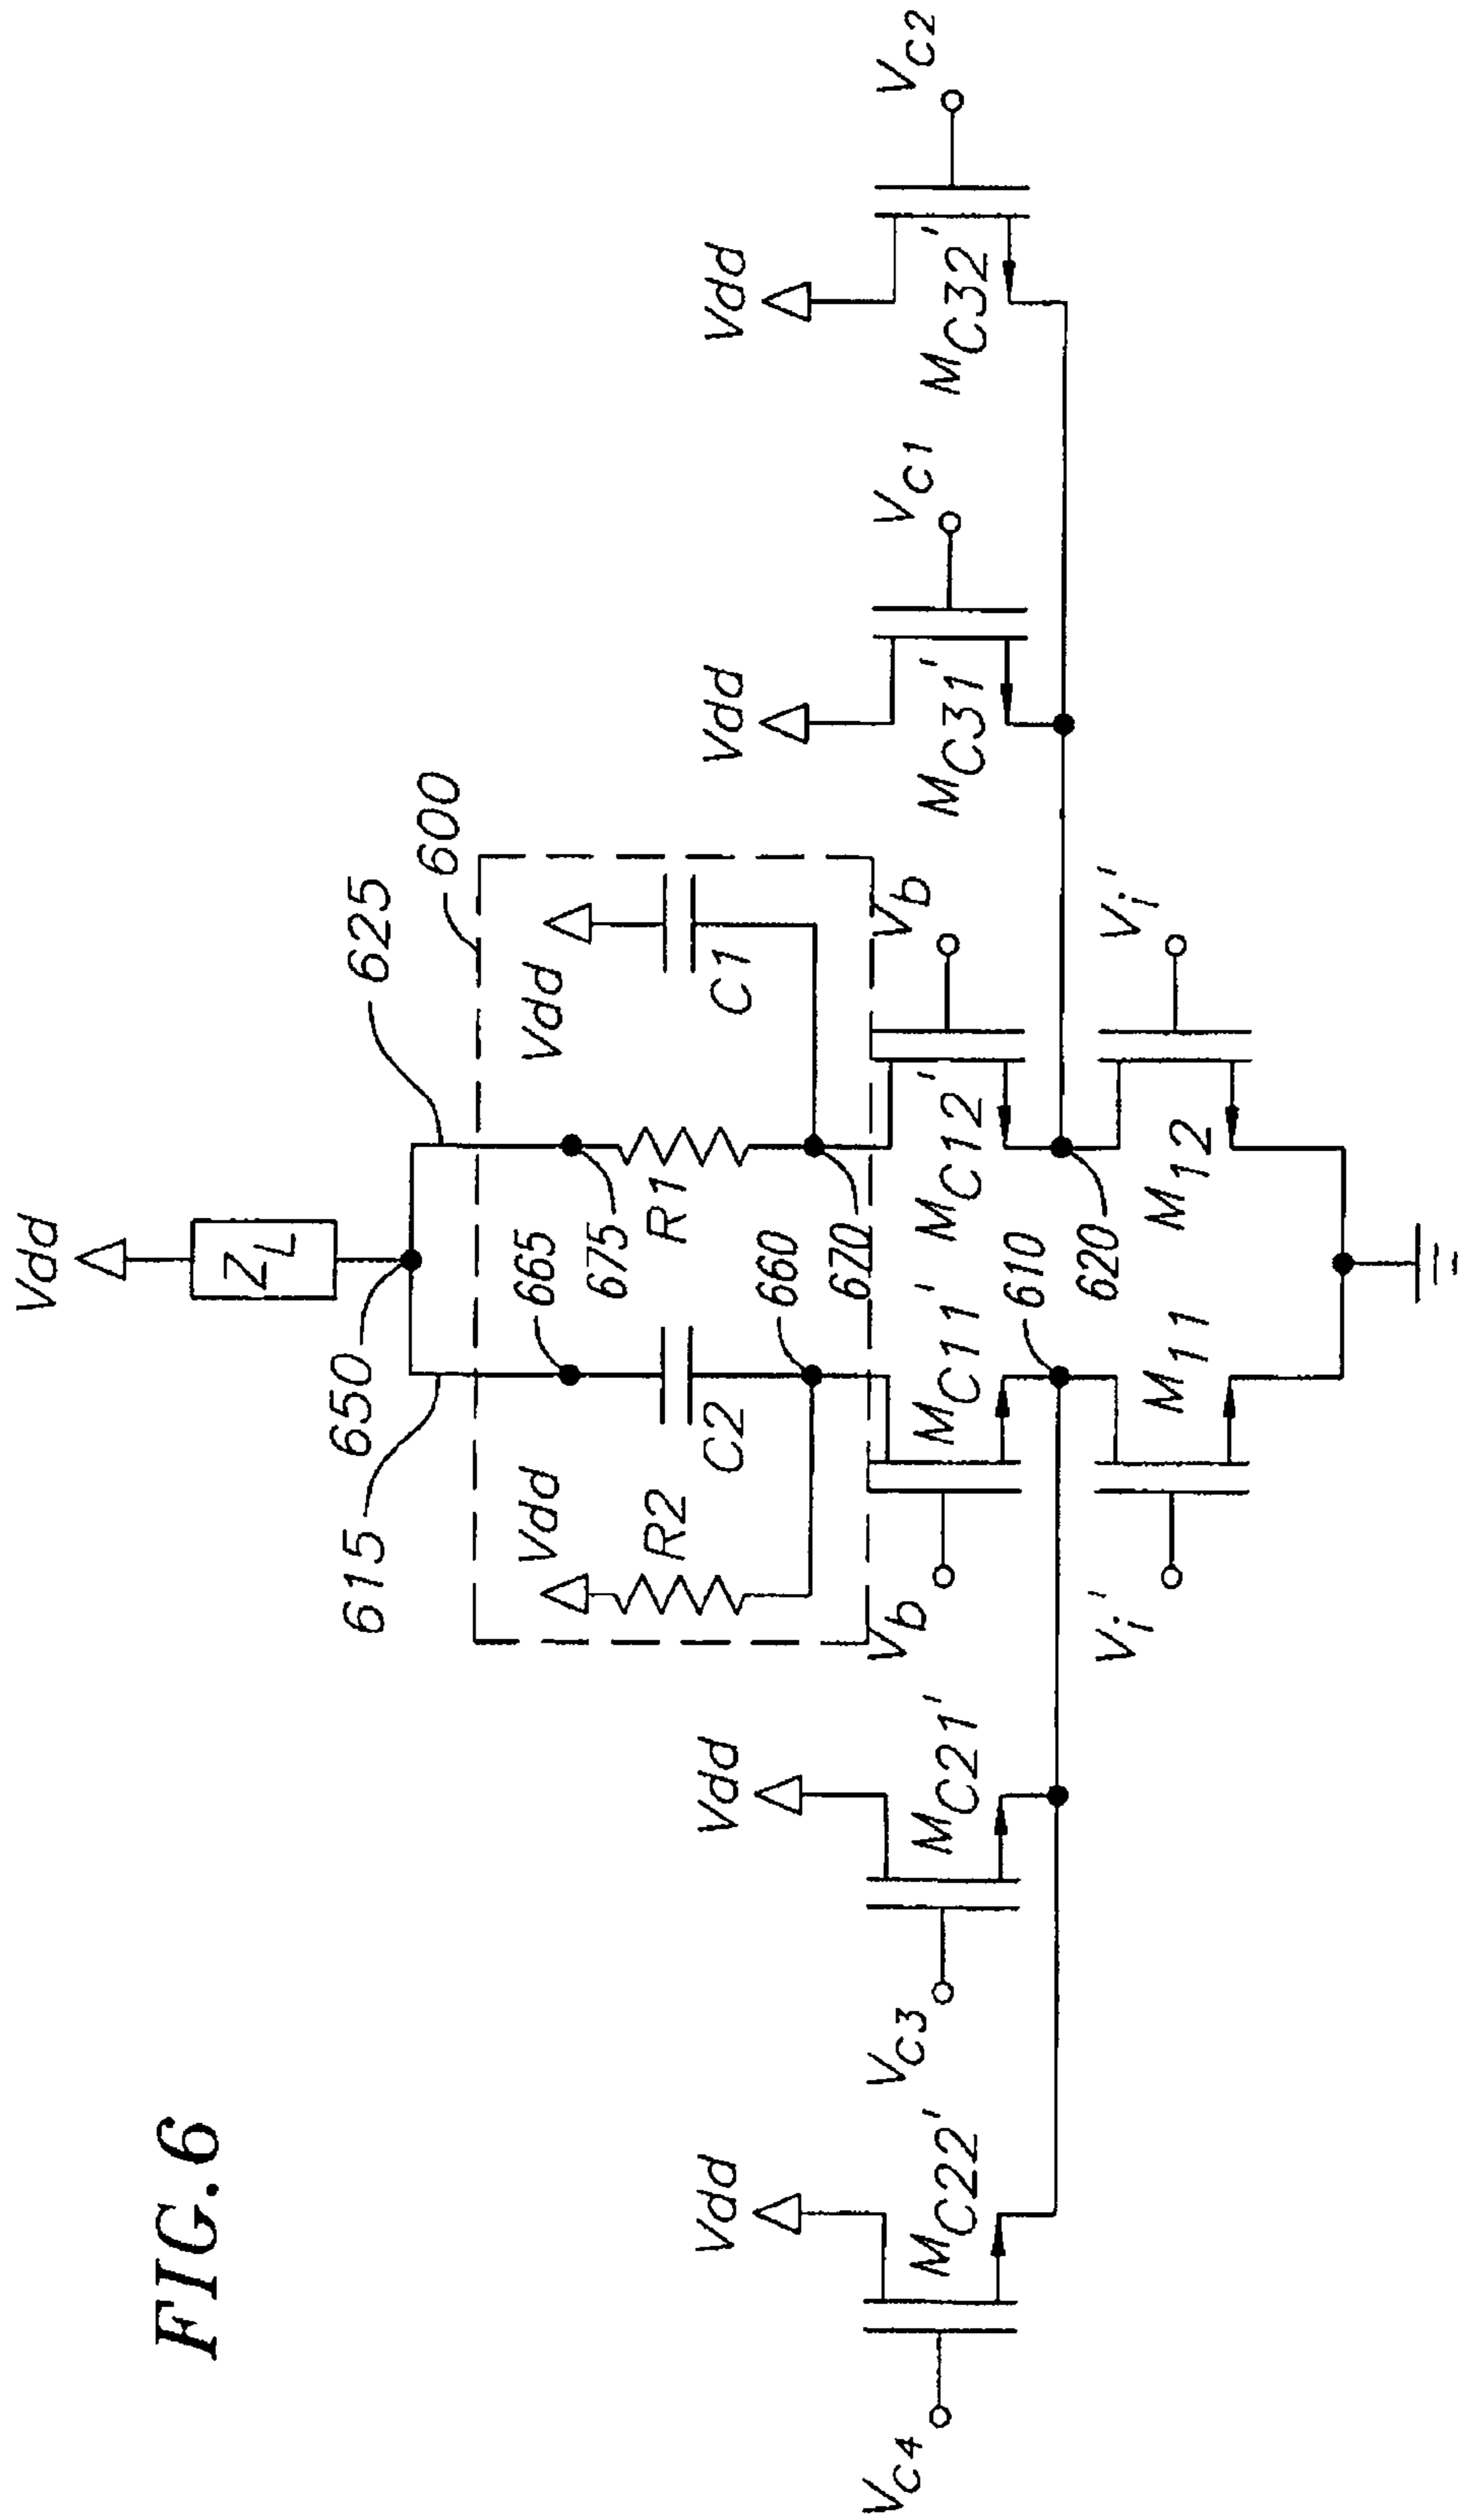 FIG.6
Vdd
ZL
650
615
625
600
Vdd
665
Vdd
675
R2
R1
Vdd
Vdd
C2
C1
Vdd
Vdd
660
670
VC4
VC3
Vb
Vb
VC1
VC2
MC22'
MC21'
MC11'
MC12'
MC31'
MC32'
610
620
Vi'
Vi'
M11
M12